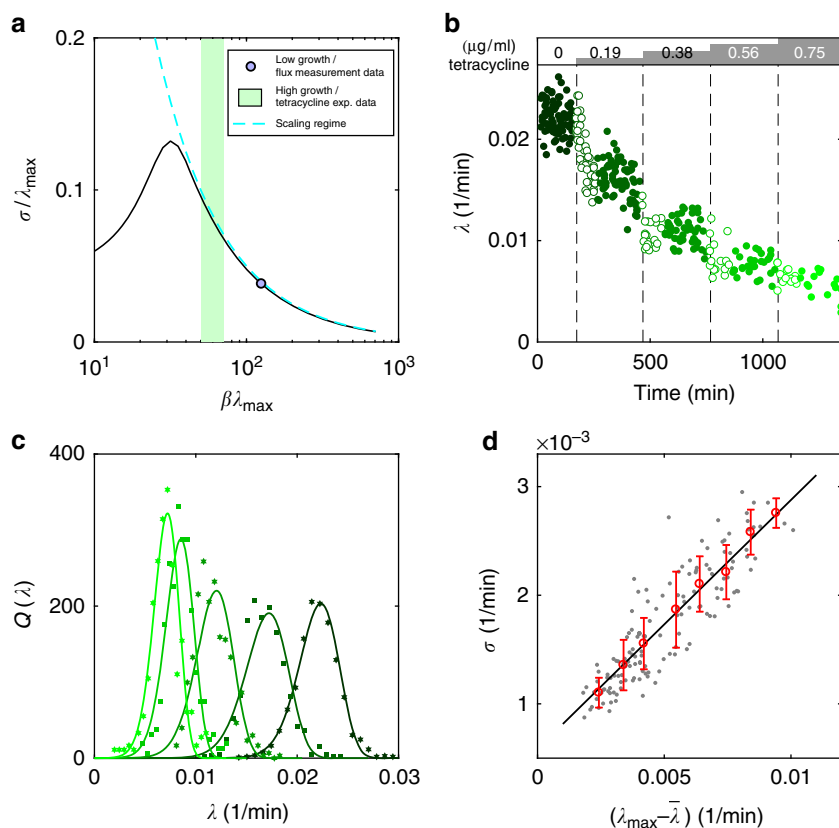 a
0.2
0.1
0
σ/λmax
10¹ 10² 10³
βλmax
Low growth /
flux measurement data
High growth /
tetracycline exp. data
Scaling regime
b
(μg/ml)
tetracycline
0 0.19 0.38 0.56 0.75
0.02
0.01
0
λ (1/min)
0 500 1000
Time (min)
c
400
200
0
Q (λ)
0 0.01 0.02 0.03
λ (1/min)
d
×10⁻³
3
2
1
σ (1/min)
0 0.005 0.01
(λmax–λ̅) (1/min)